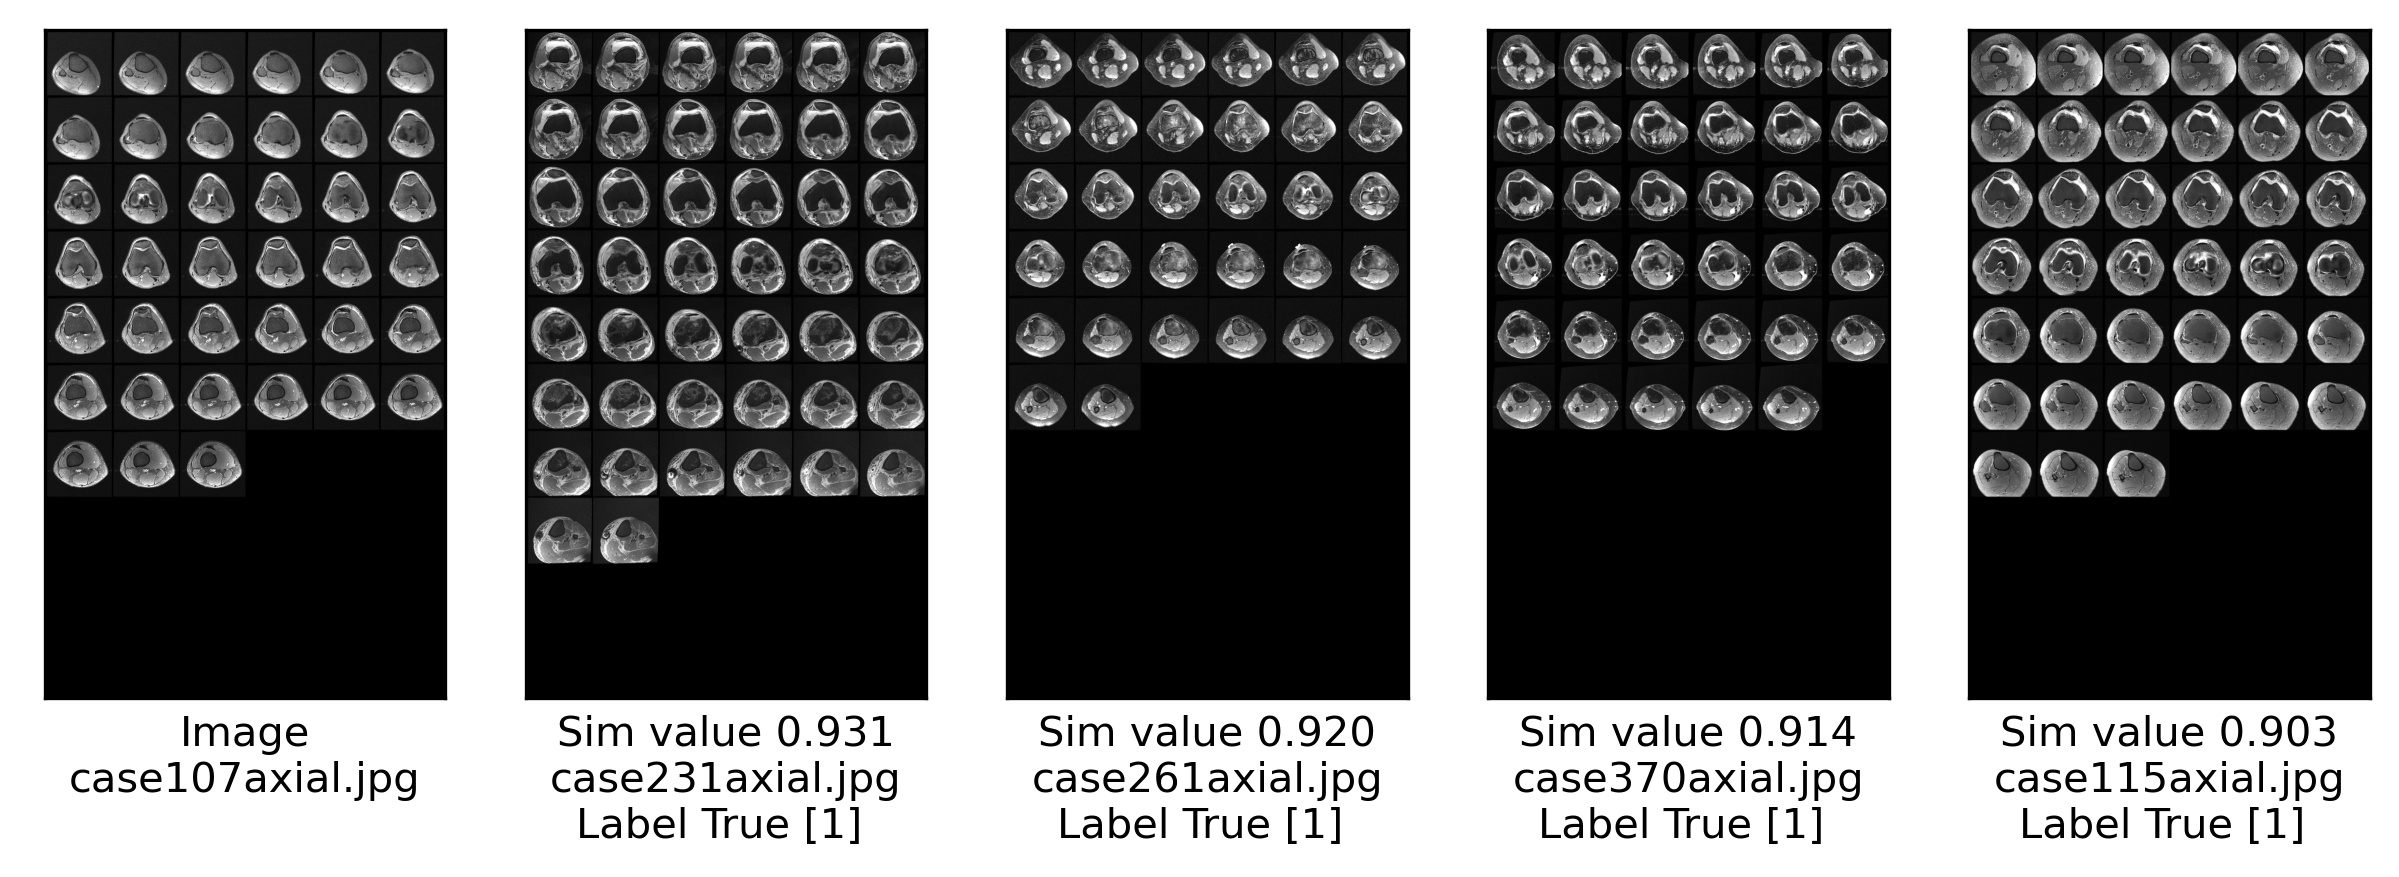 Image
case107axial.jpg
Sim value 0.931
case231axial.jpg
Label True [1]
Sim value 0.920
case261axial.jpg
Label True [1]
Sim value 0.914
case370axial.jpg
Label True [1]
Sim value 0.903
case115axial.jpg
Label True [1]